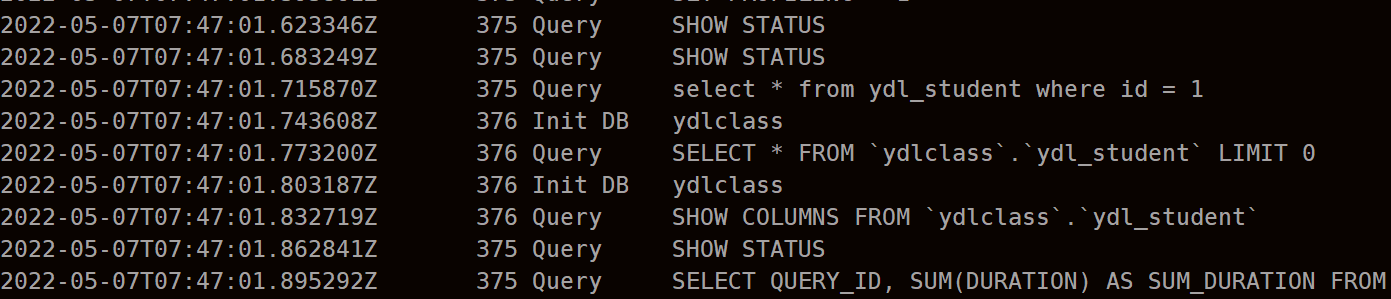 2022-05-07T07:47:01.623346Z 375 Query SHOW STATUS
2022-05-07T07:47:01.683249Z 375 Query SHOW STATUS
2022-05-07T07:47:01.715870Z 375 Query select * from ydl_student where id = 1
2022-05-07T07:47:01.743608Z 376 Init DB ydlclass
2022-05-07T07:47:01.773200Z 376 Query SELECT * FROM `ydlclass`.`ydl_student` LIMIT 0
2022-05-07T07:47:01.803187Z 376 Init DB ydlclass
2022-05-07T07:47:01.832719Z 376 Query SHOW COLUMNS FROM `ydlclass`.`ydl_student`
2022-05-07T07:47:01.862841Z 375 Query SHOW STATUS
2022-05-07T07:47:01.895292Z 375 Query SELECT QUERY_ID, SUM(DURATION) AS SUM_DURATION FROM